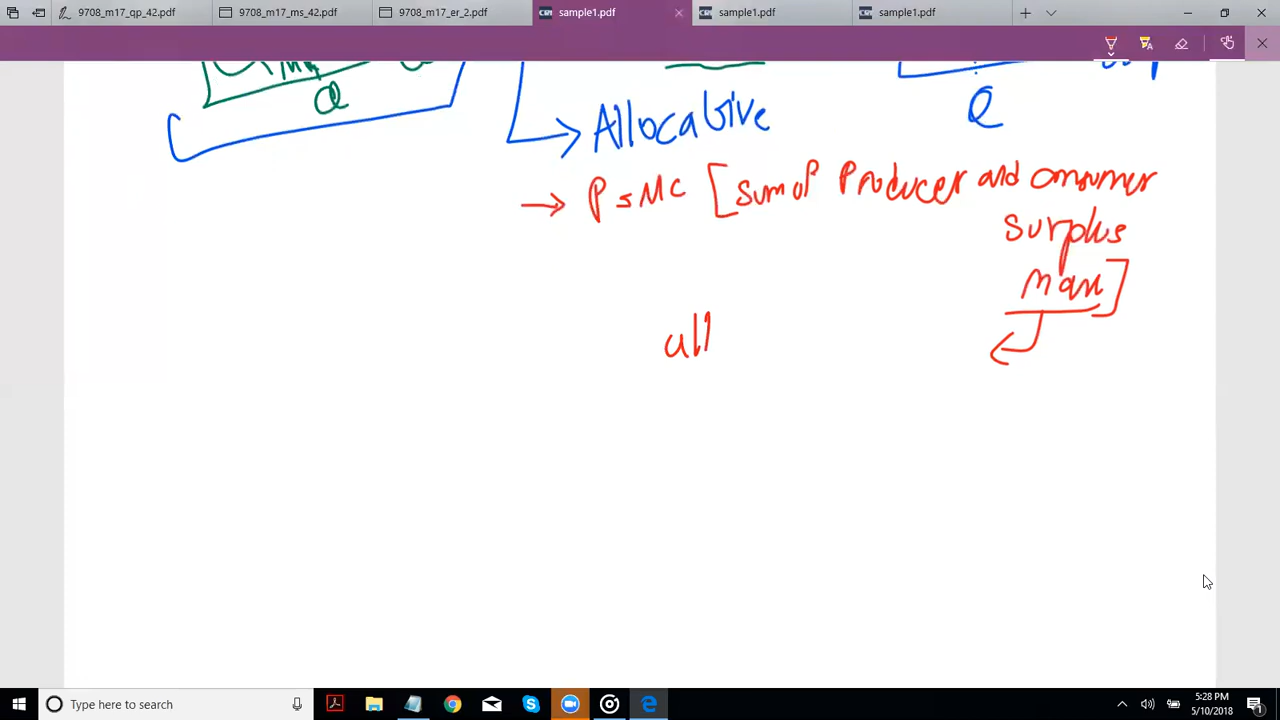 9708_m17_qp_42.pdf
9708_m17_ms_42.pdf
9708_m17_er_2.pdf
sample1.pdf
sample1.pdf
sample1.pdf
Q
Q
Allocative
→ P = MC [sum of Producer and consumer
surplus
max]
all
Type here to search
5:28 PM
5/10/2018